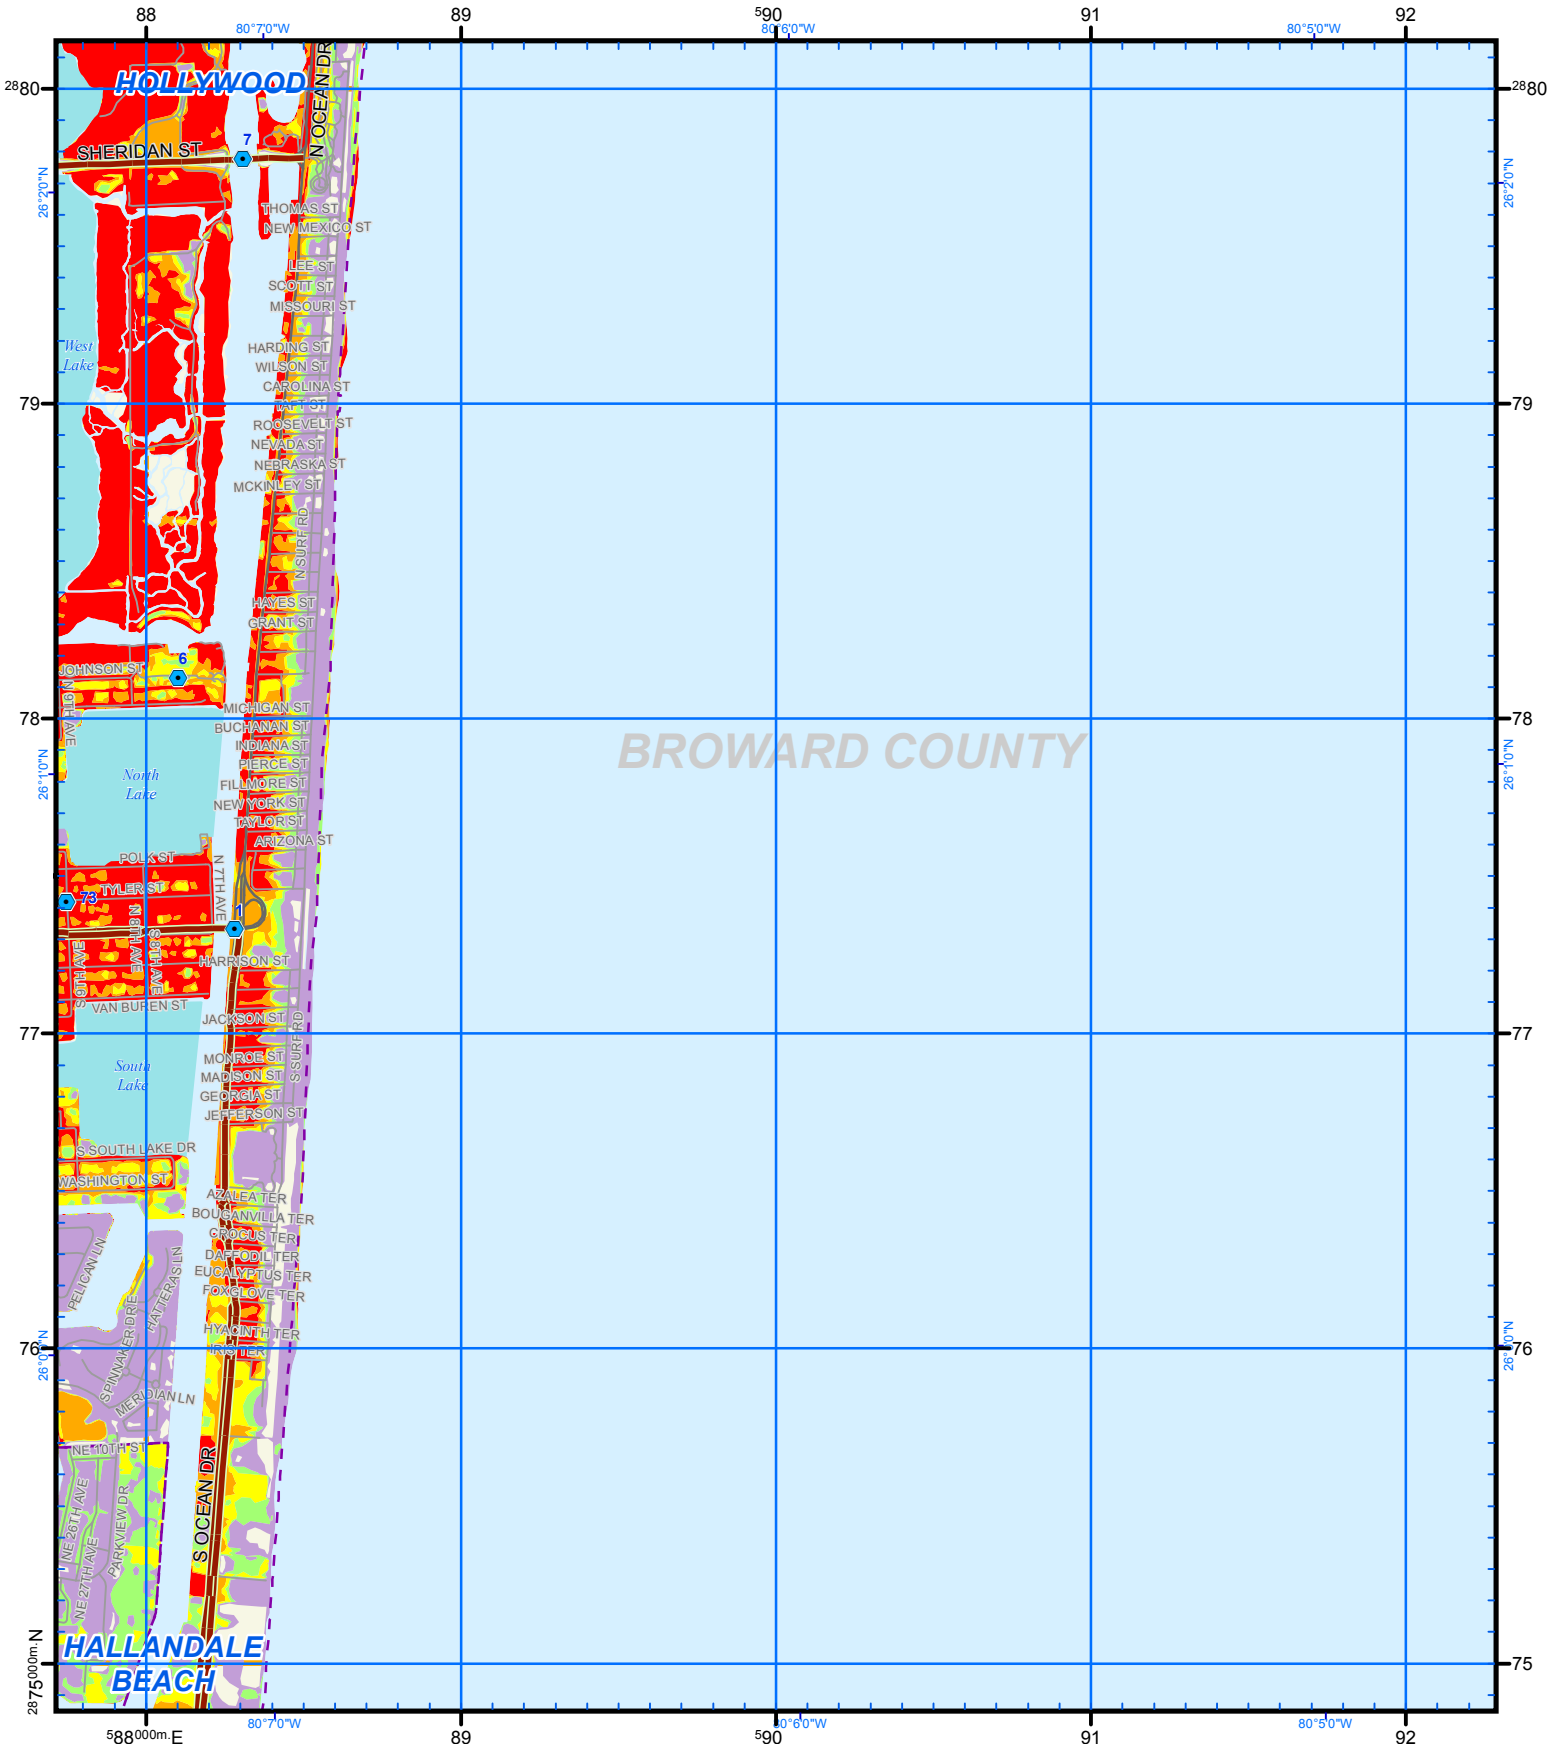 88
89
⁵90
91
92
80°7'0"W
80°6'0"W
80°5'0"W
HOLLYWOOD
N OCEAN DR
²⁸80
²⁸80
7
SHERIDAN ST
26°2'0"N
26°2'0"N
THOMAS ST
NEW MEXICO ST
LEE ST
SCOTT ST
MISSOURI ST
West
Lake
HARDING ST
WILSON ST
CAROLINA ST
79
TAFT ST
79
ROOSEVELT ST
NEVADA ST
NEBRASKA ST
MCKINLEY ST
N SURF RD
HAYES ST
GRANT ST
6
JOHNSON ST
N 9TH AVE
MICHIGAN ST
78
78
BUCHANAN ST
INDIANA ST
BROWARD COUNTY
PIERCE ST
26°1'0"N
26°1'0"N
North
Lake
FILLMORE ST
NEW YORK ST
TAYLOR ST
ARIZONA ST
POLK ST
N 7TH AVE
TYLER ST
73
1
N 8TH AVE
S 8TH AVE
S 9TH AVE
HARRISON ST
VAN BUREN ST
JACKSON ST
77
77
S SURF RD
MONROE ST
South
Lake
MADISON ST
GEORGIA ST
JEFFERSON ST
S SOUTH LAKE DR
WASHINGTON ST
AZALEA TER
BOUGANVILLA TER
CROCUS TER
DAFFODIL TER
PELICAN LN
HATTERAS LN
EUCALYPTUS TER
FOXGLOVE TER
HYACINTH TER
76
IRIS TER
76
26°0'0"N
26°0'0"N
SPINNAKER DR E
MERIDIAN LN
NE 10TH ST
S OCEAN DR
NE 26TH AVE
PARKVIEW DR
NE 27TH AVE
HALLANDALE
BEACH
²⁸75⁰⁰⁰ᵐ·N
75
80°7'0"W
80°6'0"W
80°5'0"W
⁵88⁰⁰⁰ᵐ·E
89
⁵90
91
92